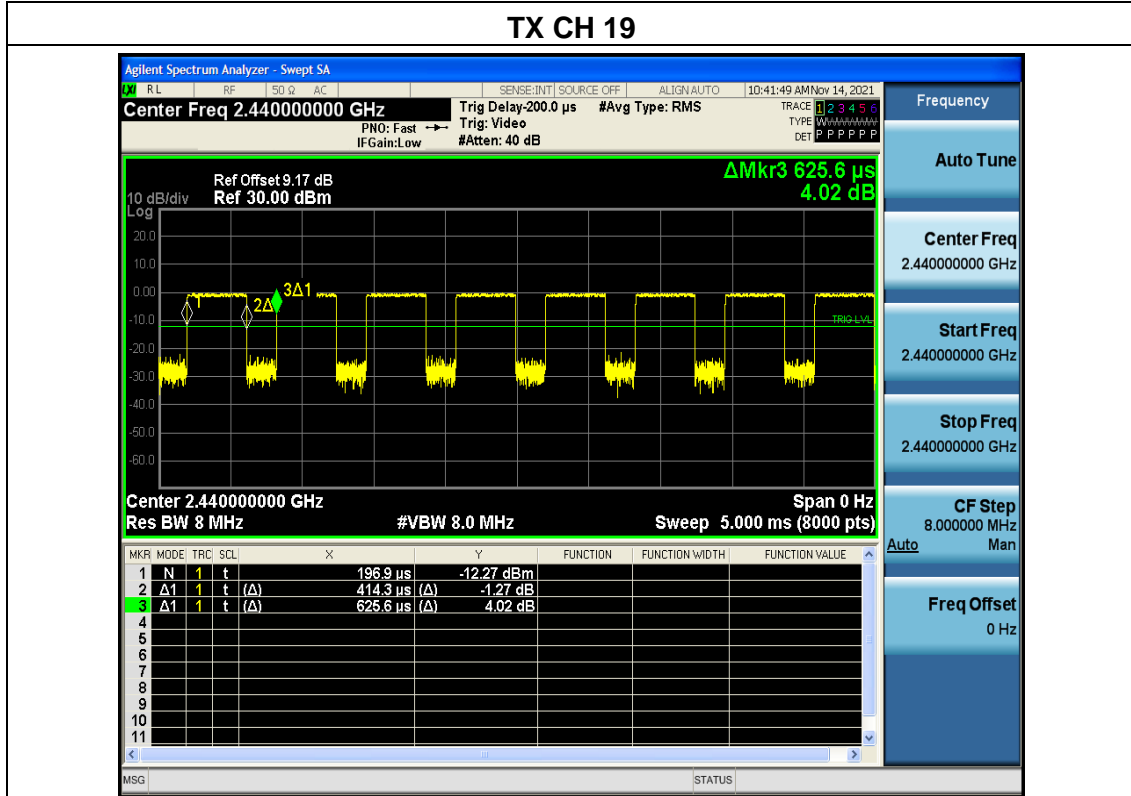 TX CH 19
Agilent Spectrum Analyzer - Swept SA
LXI RL RF 50 Ω AC SENSE:INT SOURCE OFF ALIGN AUTO 10:41:49 AM Nov 14, 2021
Center Freq 2.440000000 GHz
PNO: Fast
IFGain:Low
Trig Delay-200.0 µs
Trig: Video
#Atten: 40 dB
#Avg Type: RMS
TRACE 1 2 3 4 5 6
TYPE WWWWWW
DET P P P P P P
Frequency
Auto Tune
Center Freq
2.440000000 GHz
Start Freq
2.440000000 GHz
Stop Freq
2.440000000 GHz
CF Step
8.000000 MHz
Auto Man
Freq Offset
0 Hz
ΔMkr3 625.6 µs
4.02 dB
Ref Offset 9.17 dB
10 dB/div Ref 30.00 dBm
Log
20.0
10.0
0.00
-10.0
-20.0
-30.0
-40.0
-50.0
-60.0
1
2Δ
3Δ1
TRIG LVL
Center 2.440000000 GHz Span 0 Hz
Res BW 8 MHz #VBW 8.0 MHz Sweep 5.000 ms (8000 pts)
MKR MODE TRC SCL X Y FUNCTION FUNCTION WIDTH FUNCTION VALUE
1 N 1 t 196.9 µs -12.27 dBm
2 Δ1 1 t (Δ) 414.3 µs (Δ) -1.27 dB
3 Δ1 1 t (Δ) 625.6 µs (Δ) 4.02 dB
4
5
6
7
8
9
10
11
MSG STATUS